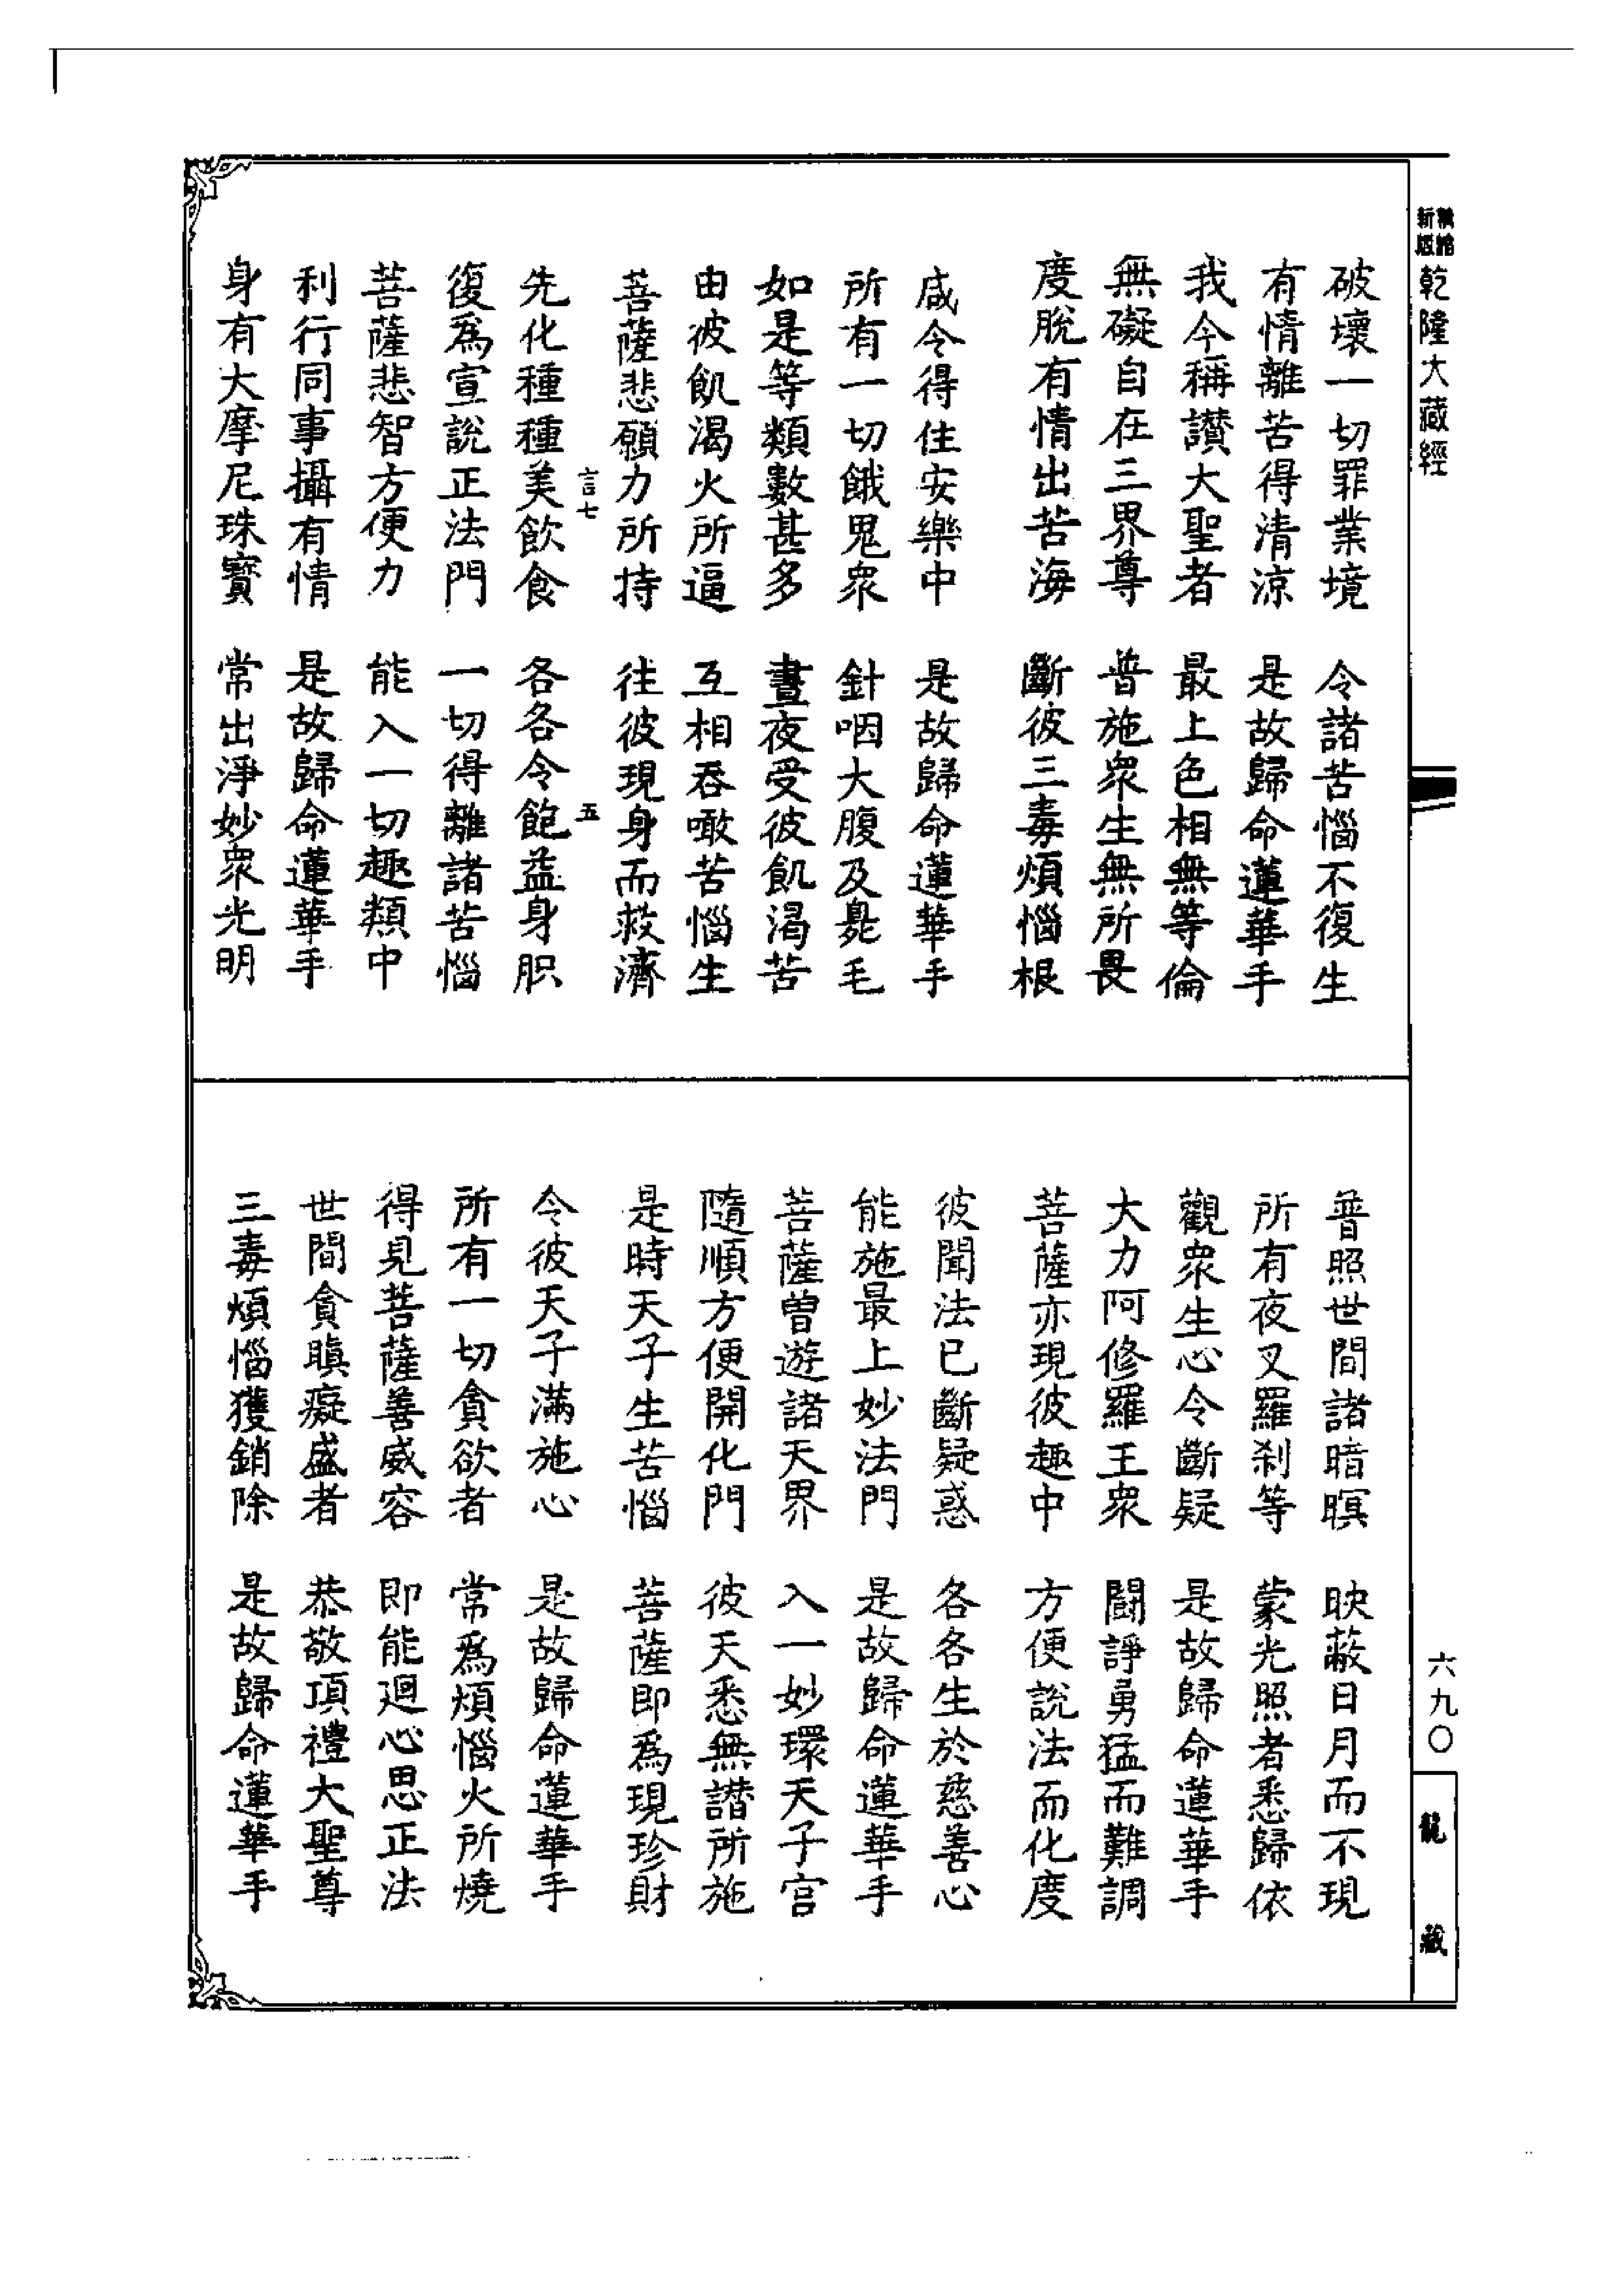 新版
精縮
乾隆大藏經
破壞一切罪業境　令諸苦惱不復生
有情離苦得清涼　是故歸命蓮華手
我今稱讃大聖者　最上色相無等倫
無礙自在三界尊　普施衆生無所畏
度脫有情出苦海　斷彼三毒煩惱根
咸令得住安樂中　是故歸命蓮華手
所有一切餓鬼衆　針咽大腹及毛
如是等類數甚多　晝夜受彼飢渴苦
由彼飢渴火所逼　互相吞噉苦惱生
菩薩悲願力所持　往彼現身而救濟
言七　五
先化種種美飲食　各各令飽益身肌
復爲宣說正法門　一切得離諸苦惱
菩薩悲智方便力　能入一切趣類中
利行同事攝有情　是故歸命蓮華手
身有大摩尼珠寶　常出淨妙衆光明
普照世間諸暗瞑　映蔽日月而不現
所有夜叉羅刹等　蒙光照者悉歸依
觀衆生心令斷疑　是故歸命蓮華手
大力阿修羅王衆　鬬諍勇猛而難調
菩薩亦現彼趣中　方便說法而化度
彼聞法已斷疑惑　各各生於慈善心
能施最上妙法門　是故歸命蓮華手
菩薩曽遊諸天界　入一妙環天子宮
隨順方便開化門　彼天悉無諧所施
是時天子生苦惱　菩薩即爲現珍財
令彼天子滿施心　是故歸命蓮華手
所有一切貪欲者　常爲煩惱火所燒
得見菩薩善威容　即能迴心思正法
世間貪瞋癡盛者　恭敬頂禮大聖尊
三毒煩惱獲銷除　是故歸命蓮華手
六九〇
龍藏